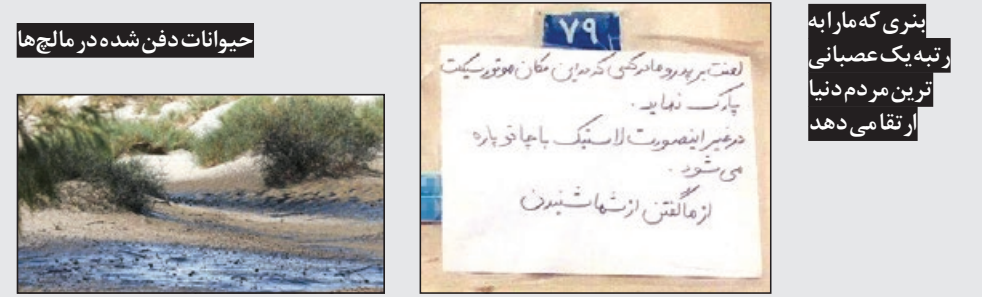 بنری که ما را به
رتبه یک عصبانی
ترین مردم دنیا
ارتقا می دهد
۷۹
لعنت بر پدر و مادر کسی که در این مکان موتورسیکت
پارک نماید.
در غیر اینصورت لاستیک با چاقو پاره
می شود.
از ما گفتن از شما شنیدن
حیوانات دفن شده در مالچ‌ها